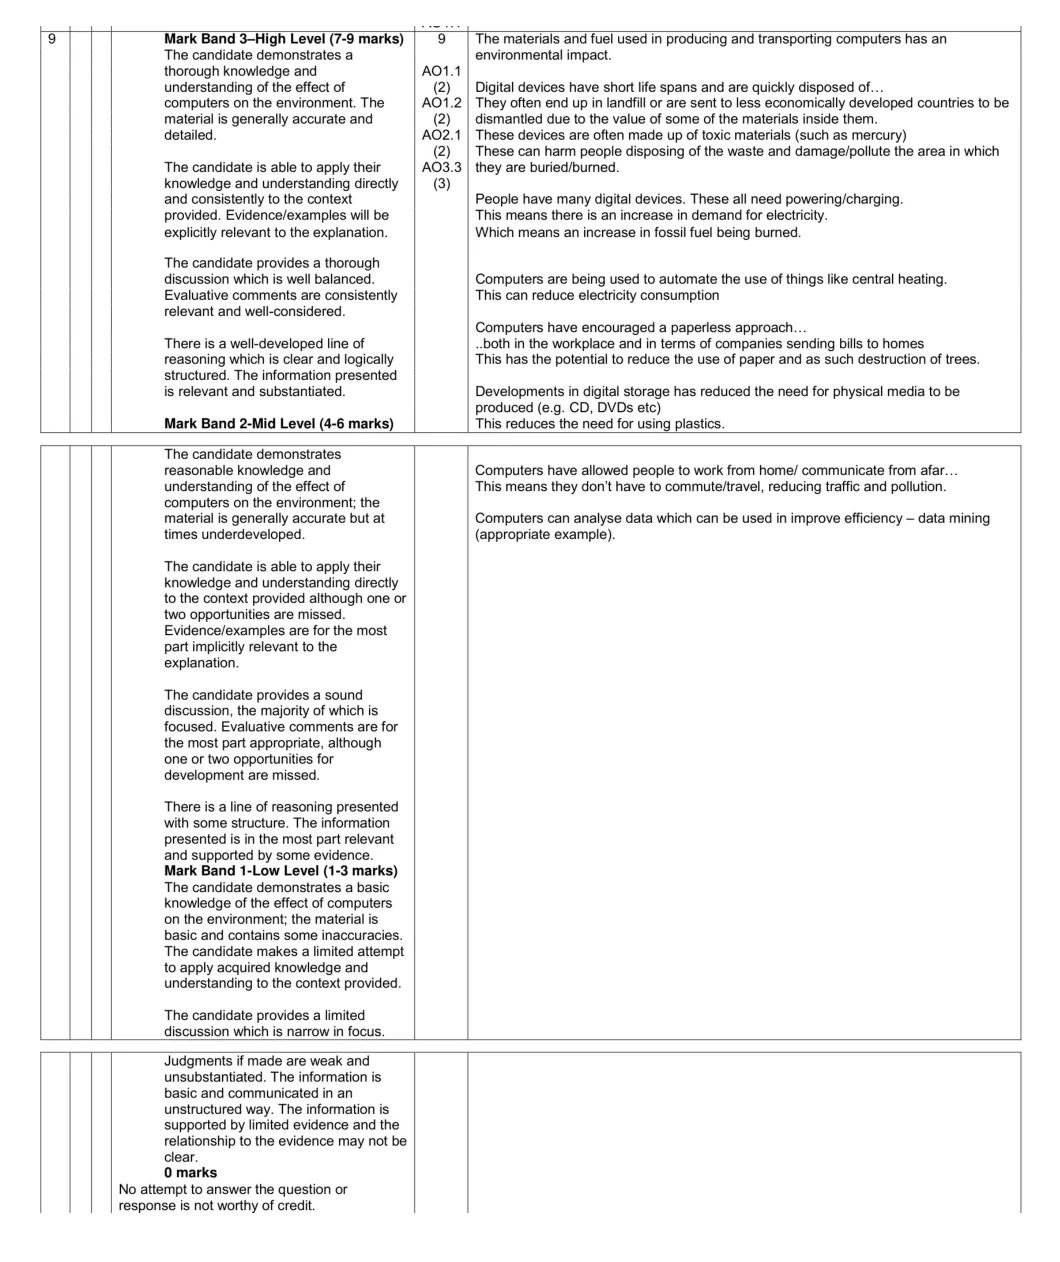 9
Mark Band 3–High Level (7-9 marks)
The candidate demonstrates a
thorough knowledge and
understanding of the effect of
computers on the environment. The
material is generally accurate and
detailed.
The candidate is able to apply their
knowledge and understanding directly
and consistently to the context
provided. Evidence/examples will be
explicitly relevant to the explanation.
The candidate provides a thorough
discussion which is well balanced.
Evaluative comments are consistently
relevant and well-considered.
There is a well-developed line of
reasoning which is clear and logically
structured. The information presented
is relevant and substantiated.
Mark Band 2-Mid Level (4-6 marks)
9
AO1.1
(2)
AO1.2
(2)
AO2.1
(2)
AO3.3
(3)
The materials and fuel used in producing and transporting computers has an
environmental impact.
Digital devices have short life spans and are quickly disposed of…
They often end up in landfill or are sent to less economically developed countries to be
dismantled due to the value of some of the materials inside them.
These devices are often made up of toxic materials (such as mercury)
These can harm people disposing of the waste and damage/pollute the area in which
they are buried/burned.
People have many digital devices. These all need powering/charging.
This means there is an increase in demand for electricity.
Which means an increase in fossil fuel being burned.
Computers are being used to automate the use of things like central heating.
This can reduce electricity consumption
Computers have encouraged a paperless approach…
..both in the workplace and in terms of companies sending bills to homes
This has the potential to reduce the use of paper and as such destruction of trees.
Developments in digital storage has reduced the need for physical media to be
produced (e.g. CD, DVDs etc)
This reduces the need for using plastics.
The candidate demonstrates
reasonable knowledge and
understanding of the effect of
computers on the environment; the
material is generally accurate but at
times underdeveloped.
The candidate is able to apply their
knowledge and understanding directly
to the context provided although one or
two opportunities are missed.
Evidence/examples are for the most
part implicitly relevant to the
explanation.
The candidate provides a sound
discussion, the majority of which is
focused. Evaluative comments are for
the most part appropriate, although
one or two opportunities for
development are missed.
There is a line of reasoning presented
with some structure. The information
presented is in the most part relevant
and supported by some evidence.
Mark Band 1-Low Level (1-3 marks)
The candidate demonstrates a basic
knowledge of the effect of computers
on the environment; the material is
basic and contains some inaccuracies.
The candidate makes a limited attempt
to apply acquired knowledge and
understanding to the context provided.
The candidate provides a limited
discussion which is narrow in focus.
Computers have allowed people to work from home/ communicate from afar…
This means they don’t have to commute/travel, reducing traffic and pollution.
Computers can analyse data which can be used in improve efficiency – data mining
(appropriate example).
Judgments if made are weak and
unsubstantiated. The information is
basic and communicated in an
unstructured way. The information is
supported by limited evidence and the
relationship to the evidence may not be
clear.
0 marks
No attempt to answer the question or
response is not worthy of credit.